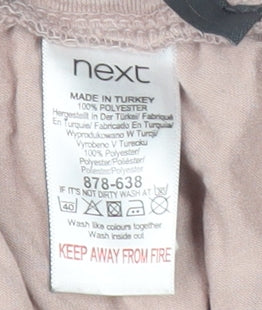 next
MADE IN TURKEY
100% POLYESTER
Hergestellt in Der Türkei/ Fabriqué
En Turquie/ Fabricado En Turquía/
Wyprodukowano W Turcji/
Vyrobeno V Turecku
100% Polyester/
Polyester/Poliéster/
Poliester/Polyester
878-638
IF IT'S NOT DIRTY WASH AT 30/
40
Wash like colours together
Wash inside out
KEEP AWAY FROM FIRE